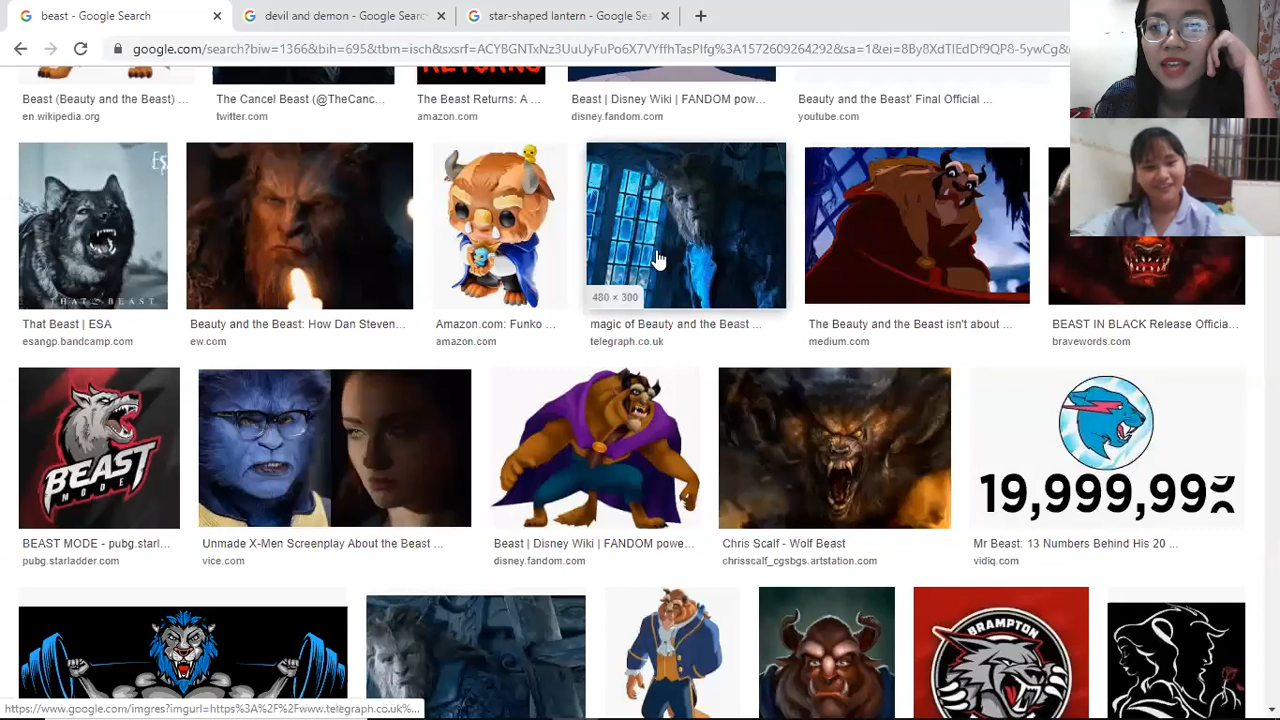 beast - Google Search
devil and demon - Google Searc
star-shaped lantern - Google Se
google.com/search?biw=1366&bih=695&tbm=isch&sxsrf=
RETURNS:
Beast (Beauty and the Beast) ...
The Cancel Beast (@TheCanc...
The Beast Returns: A ...
Beast | Disney Wiki | FANDOM pow...
Beauty and the Beast' Final Official ...
en.wikipedia.org
twitter.com
amazon.com
disney.fandom.com
youtube.com
THAT BEAST
480 × 300
That Beast | ESA
Beauty and the Beast: How Dan Steven...
Amazon.com: Funko ...
magic of Beauty and the Beast ...
The Beauty and the Beast isn't about ...
BEAST IN BLACK Release Officia...
esangp.bandcamp.com
ew.com
amazon.com
telegraph.co.uk
medium.com
bravewords.com
BEAST
MODE
19,999,99
BEAST MODE - pubg.starl...
Unmade X-Men Screenplay About the Beast ...
Beast | Disney Wiki | FANDOM powe...
Chris Scalf - Wolf Beast
Mr Beast: 13 Numbers Behind His 20 ...
pubg.starladder.com
vice.com
disney.fandom.com
chrisscalf_cgsbgs.artstation.com
vidiq.com
BRAMPTON
https://www.google.com/imgres?imgurl=https%3A%2F%2Fwww.telegraph.co.uk%...